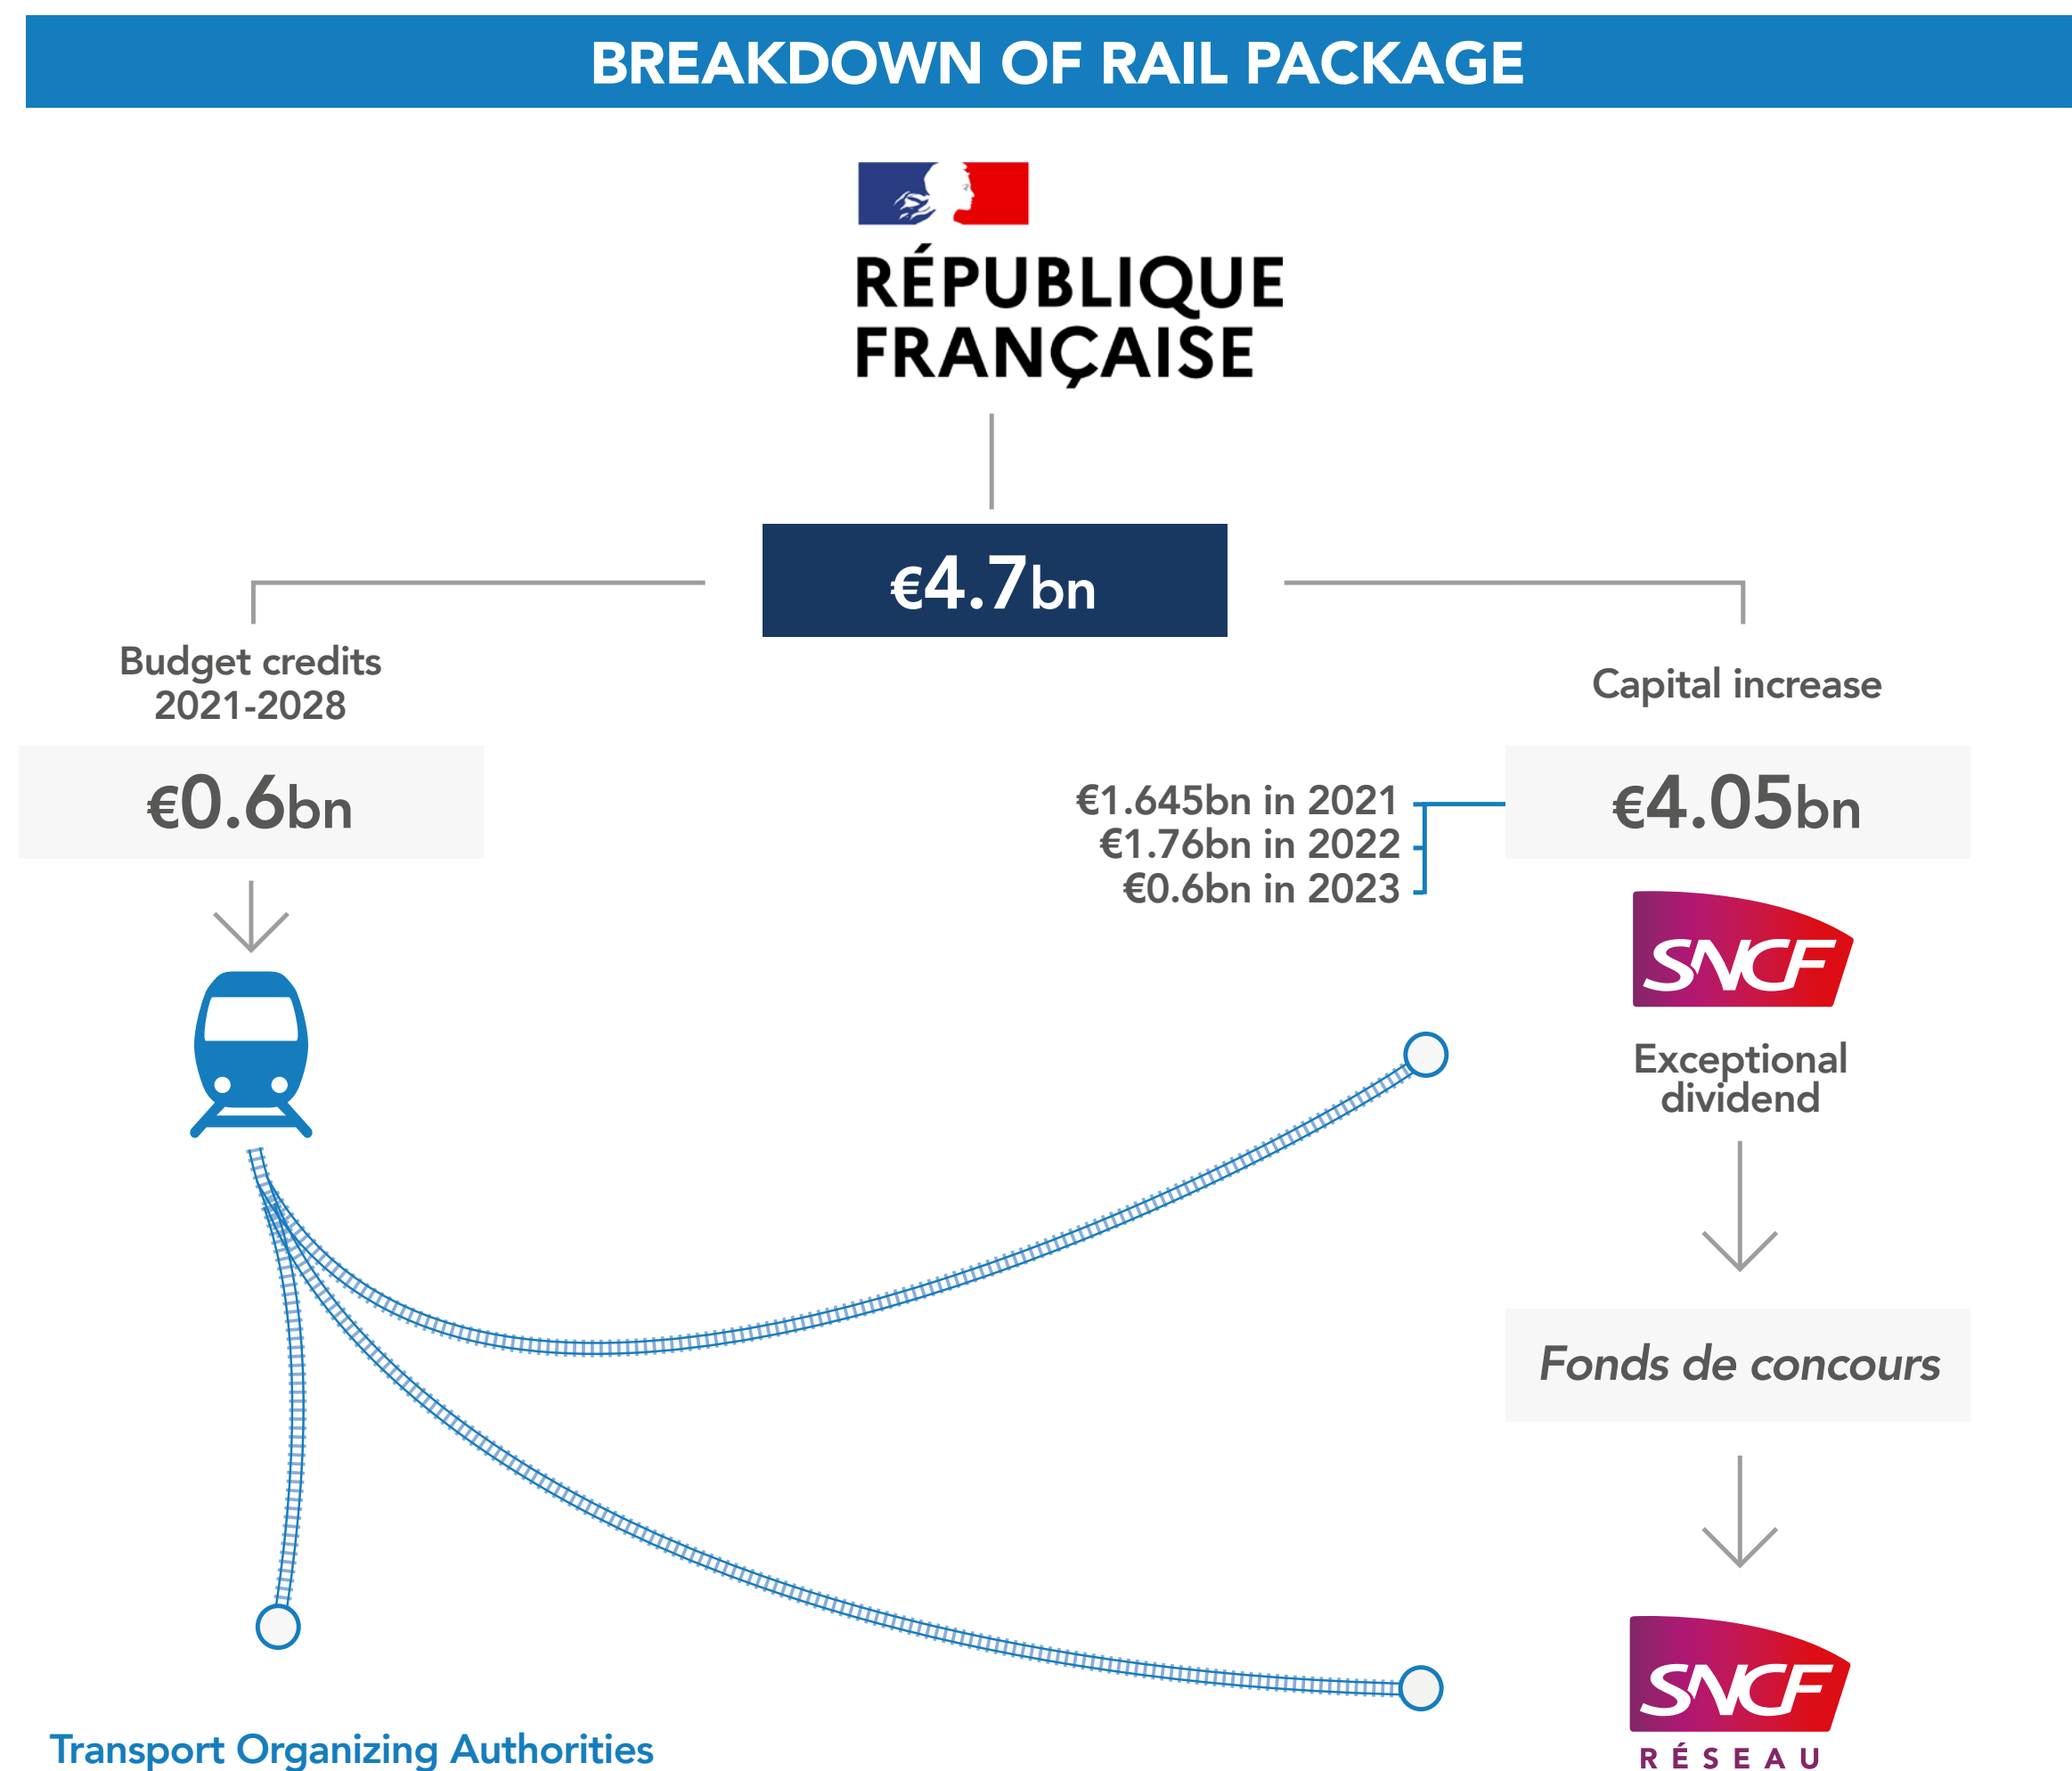 BREAKDOWN OF RAIL PACKAGE
RÉPUBLIQUE
FRANÇAISE
€4.7bn
Budget credits
2021-2028
€0.6bn
Capital increase
€4.05bn
€1.645bn in 2021
€1.76bn in 2022
€0.6bn in 2023
SNCF
Exceptional
dividend
Fonds de concours
SNCF
RÉSEAU
Transport Organizing Authorities